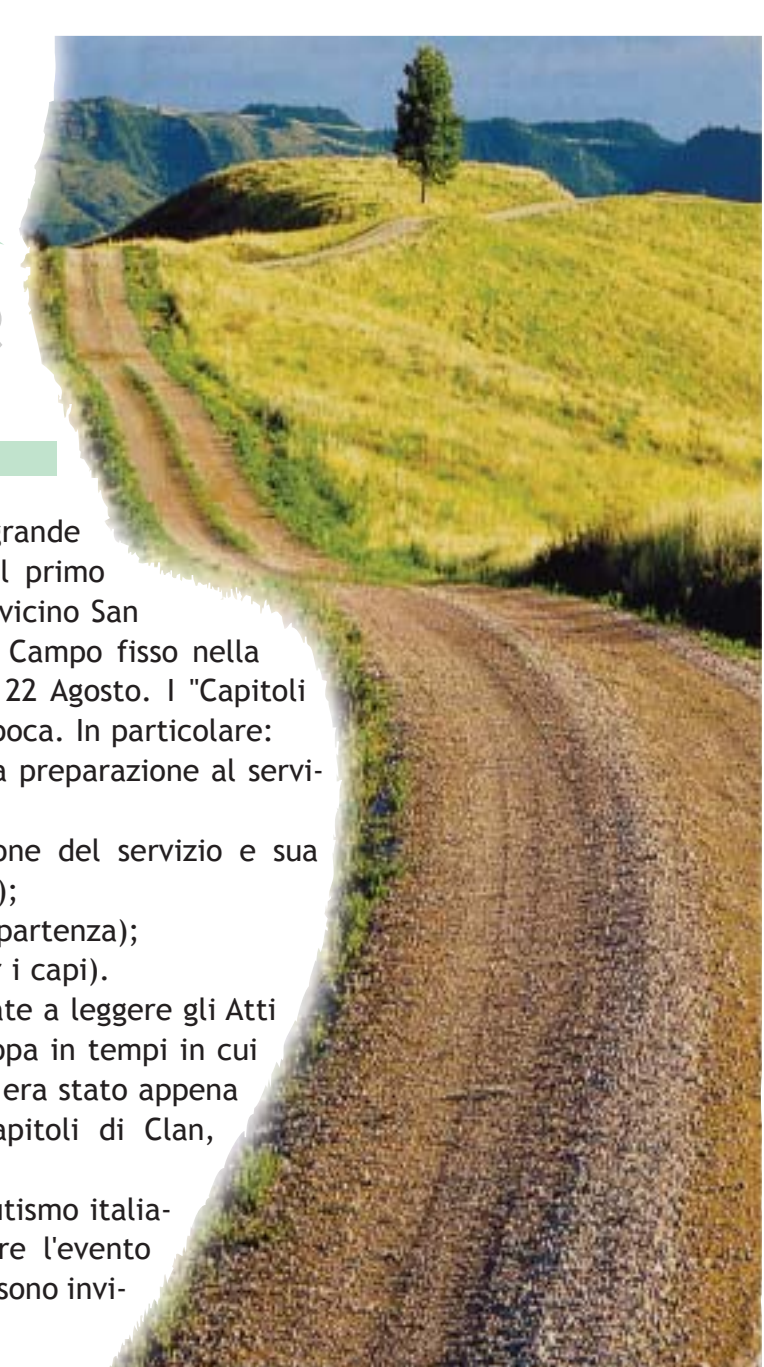 grande
l primo
vicino San
Campo fisso nella
22 Agosto. I "Capitoli
poca. In particolare:
a preparazione al servi-
one del servizio e sua
);
partenza);
i capi).
ate a leggere gli Atti
opa in tempi in cui
era stato appena
apitoli di Clan,
utismo italia-
re l'evento
sono invi-